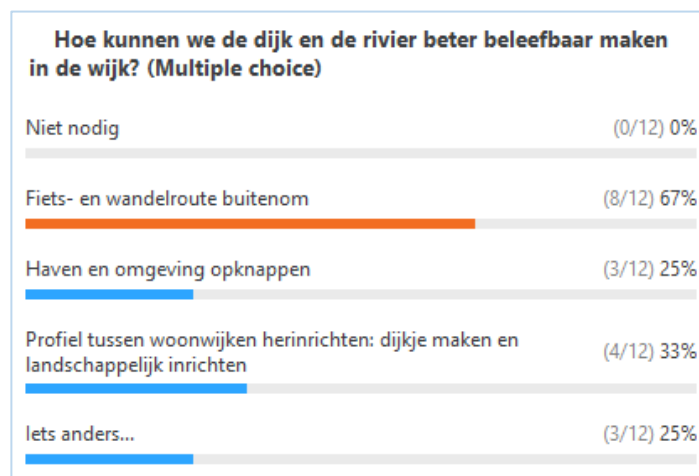 Hoe kunnen we de dijk en de rivier beter beleefbaar maken
in de wijk? (Multiple choice)
Niet nodig (0/12) 0%
Fiets- en wandelroute buitenom (8/12) 67%
Haven en omgeving opknappen (3/12) 25%
Profiel tussen woonwijken herinrichten: dijkje maken en
landschappelijk inrichten (4/12) 33%
Iets anders... (3/12) 25%